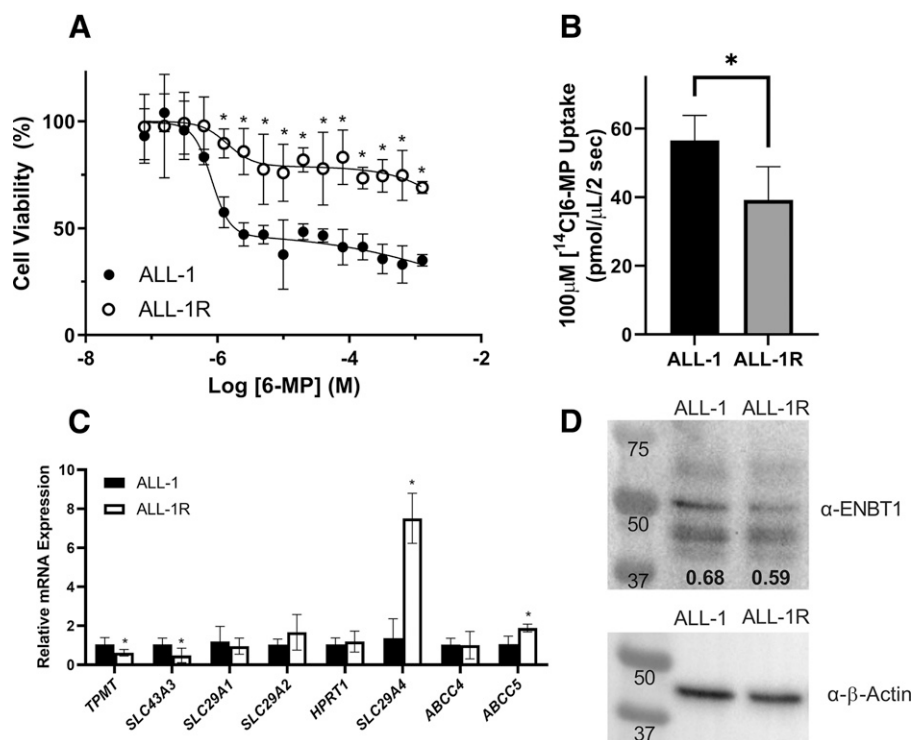 A
Cell Viability (%)
100
50
0
-8
-6
-4
-2
Log [6-MP] (M)
ALL-1
ALL-1R
* * * * * * * * * * *
B
*
100μM [¹⁴C]6-MP Uptake
(pmol/μL/2 sec)
60
40
20
0
ALL-1
ALL-1R
C
Relative mRNA Expression
10
8
6
4
2
0
ALL-1
ALL-1R
* * * *
TPMT
SLC43A3
SLC29A1
SLC29A2
HPRT1
SLC29A4
ABCC4
ABCC5
D
ALL-1 ALL-1R
75
50
37
0.68 0.59
α-ENBT1
ALL-1 ALL-1R
50
37
α-β-Actin